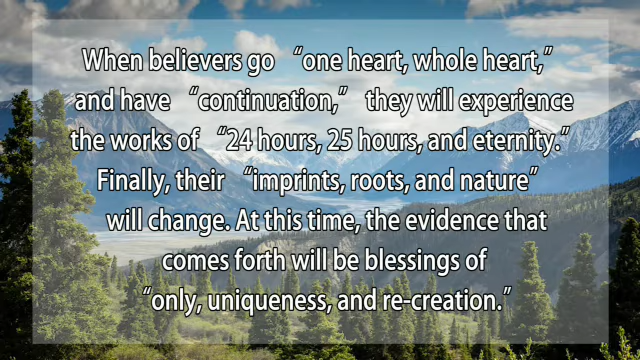 When believers go “one heart, whole heart,”
and have “continuation,” they will experience
the works of “24 hours, 25 hours, and eternity.”
Finally, their “imprints, roots, and nature”
will change. At this time, the evidence that
comes forth will be blessings of
“only, uniqueness, and re-creation.”